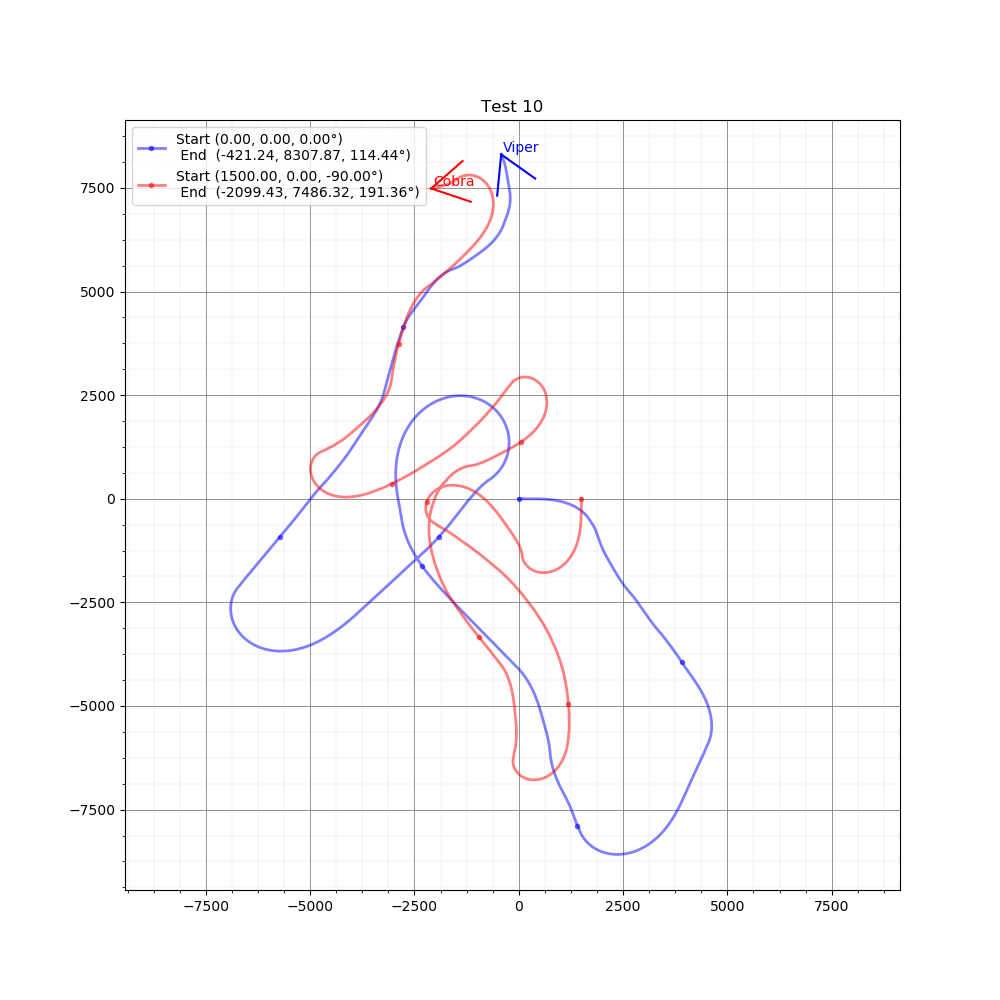 Test 10
Start (0.00, 0.00, 0.00°)
End (-421.24, 8307.87, 114.44°)
Start (1500.00, 0.00, -90.00°)
End (-2099.43, 7486.32, 191.36°)
Viper
Cobra
7500
5000
2500
0
−2500
−5000
−7500
−7500
−5000
−2500
0
2500
5000
7500